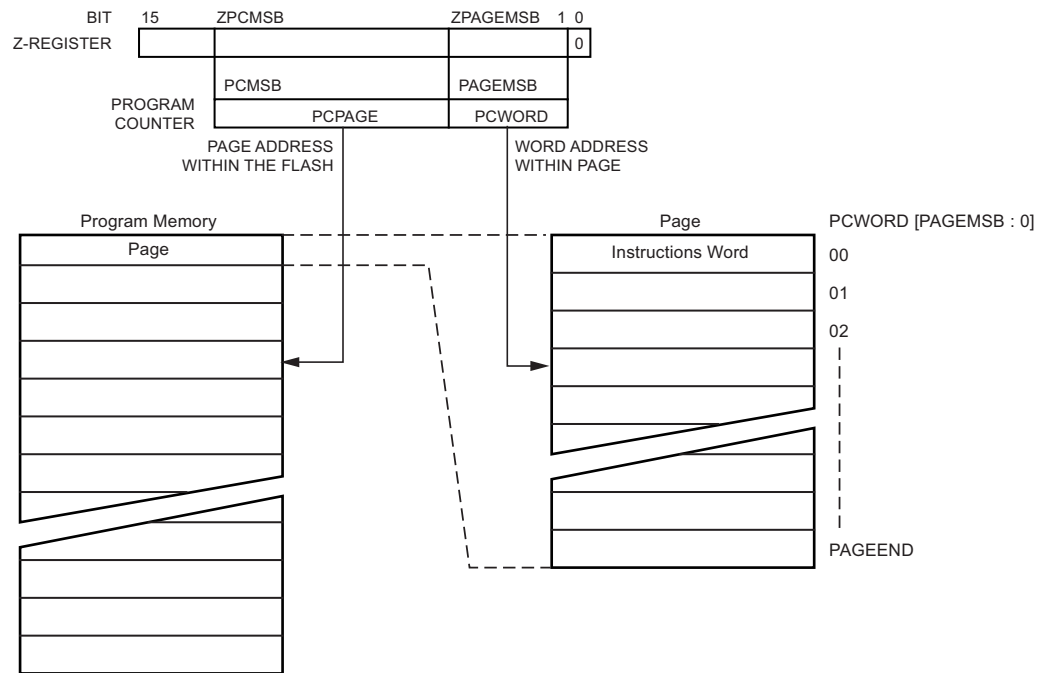 BIT 15 ZPCMSB ZPAGEMSB 1 0
Z-REGISTER 0
PCMSB PAGEMSB
PROGRAM
COUNTER
PCPAGE PCWORD
PAGE ADDRESS
WITHIN THE FLASH
WORD ADDRESS
WITHIN PAGE
Program Memory
Page
Page
PCWORD [PAGEMSB : 0]
Instructions Word
00
01
02
PAGEEND